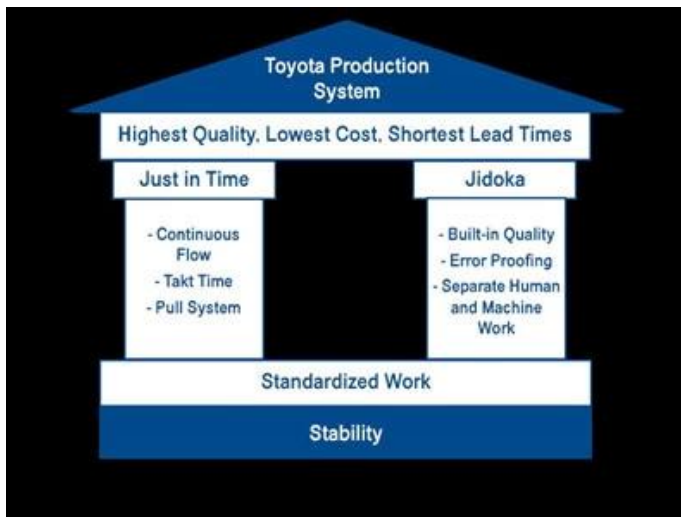 Toyota Production
System
Highest Quality, Lowest Cost, Shortest Lead Times
Just in Time
- Continuous
Flow
- Takt Time
- Pull System
Jidoka
- Built-in Quality
- Error Proofing
- Separate Human
and Machine
Work
Standardized Work
Stability